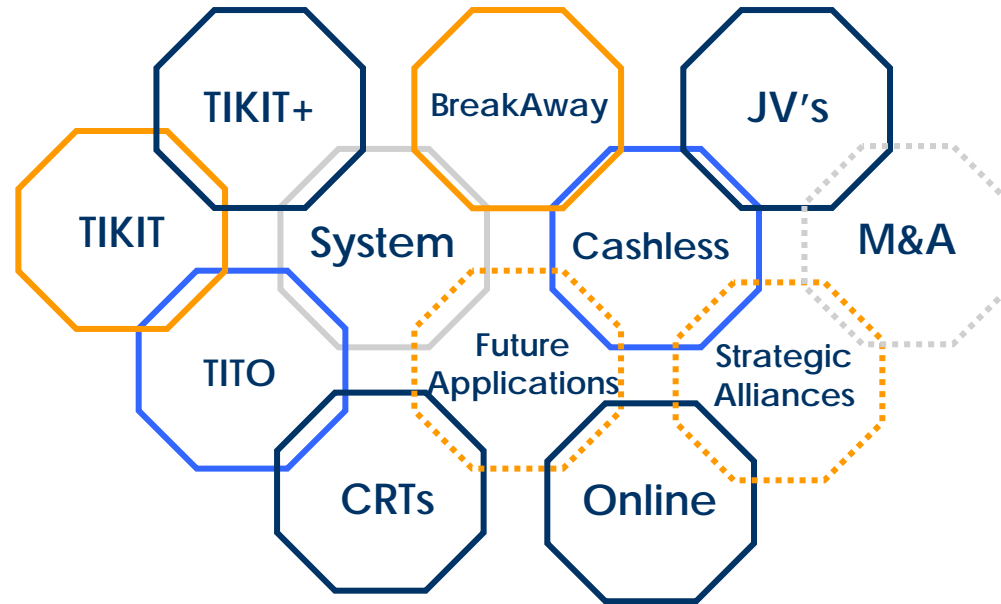 TIKIT+
BreakAway
JV's
TIKIT
System
Cashless
M&A
TITO
Future
Applications
Strategic
Alliances
CRTs
Online